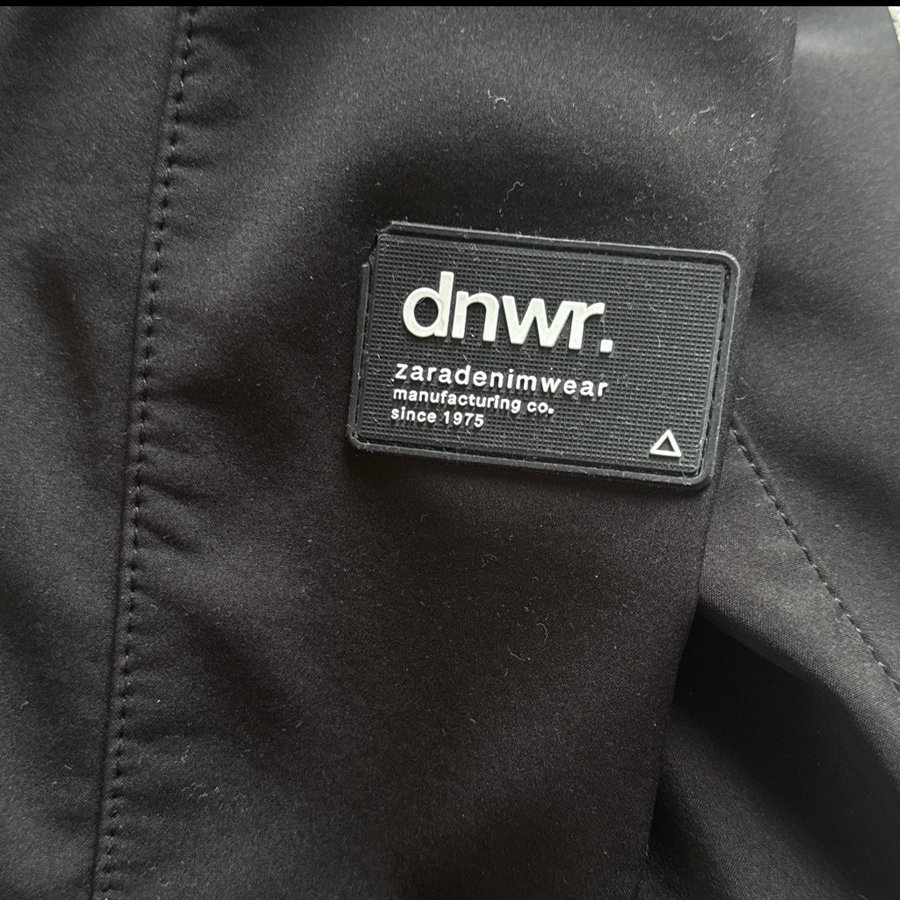 dnwr.
zaradenimwear
manufacturing co.
since 1975